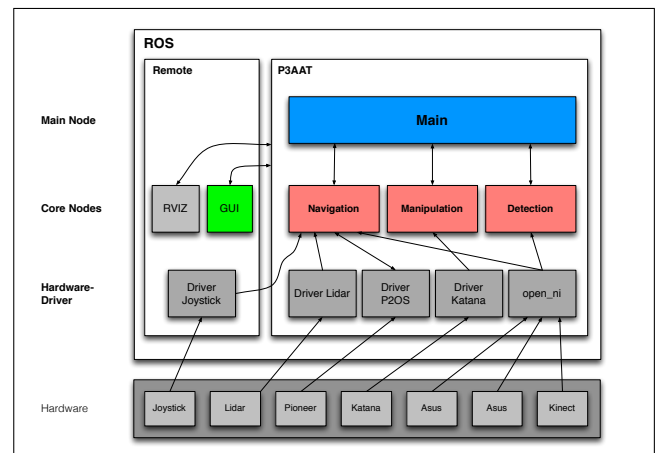 ROS
Remote
P3AAT
Main Node
Main
Core Nodes
RVIZ
GUI
Navigation
Manipulation
Detection
Hardware-
Driver
Driver
Joystick
Driver Lidar
Driver
P2OS
Driver
Katana
open_ni
Hardware
Joystick
Lidar
Pioneer
Katana
Asus
Asus
Kinect